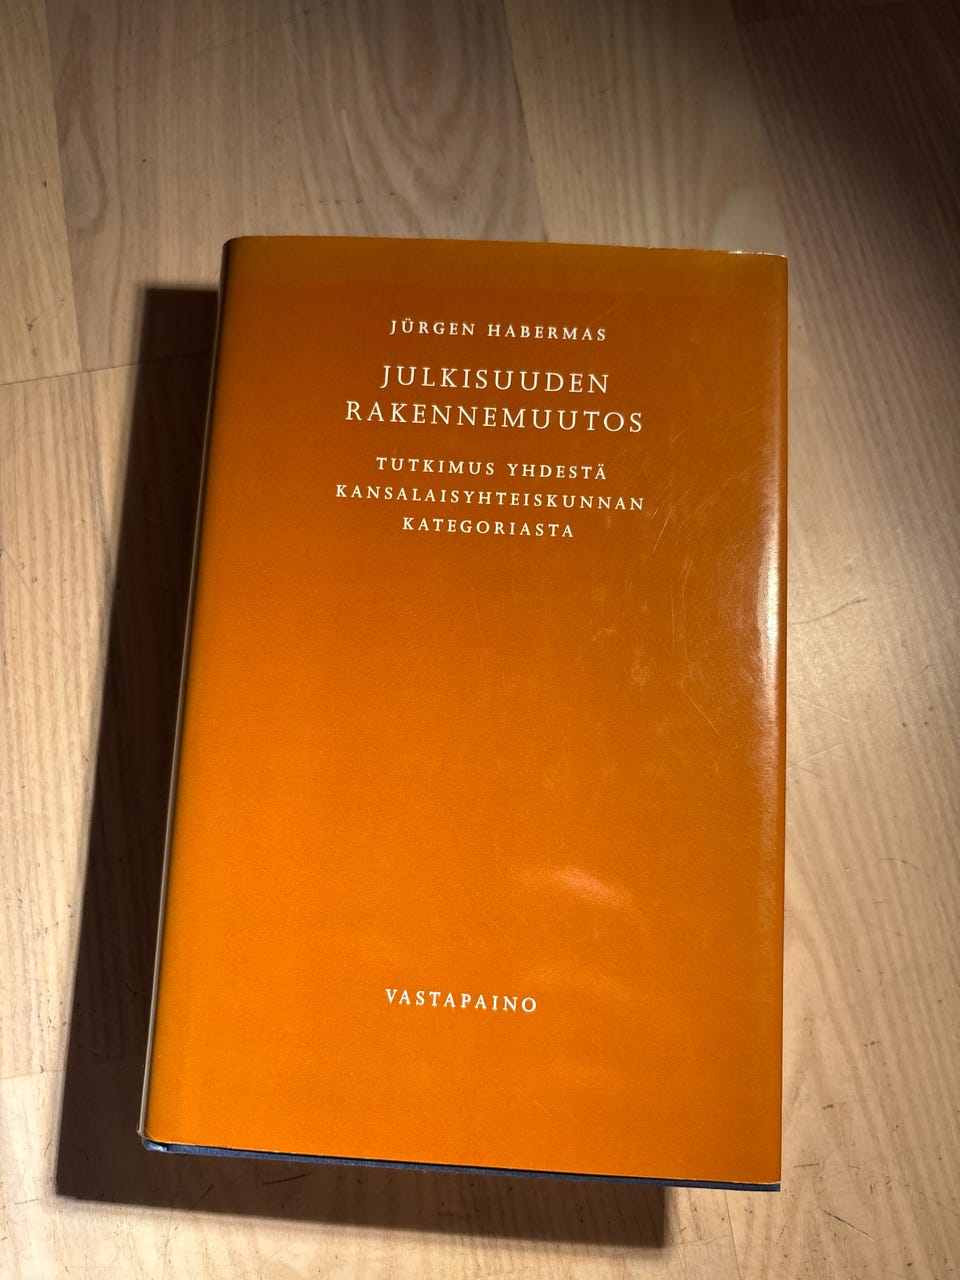 JÜRGEN HABERMAS
JULKISUUDEN
RAKENNEMUUTOS
TUTKIMUS YHDESTÄ
KANSALAISYHTEISKUNNAN
KATEGORIASTA
VASTAPAINO